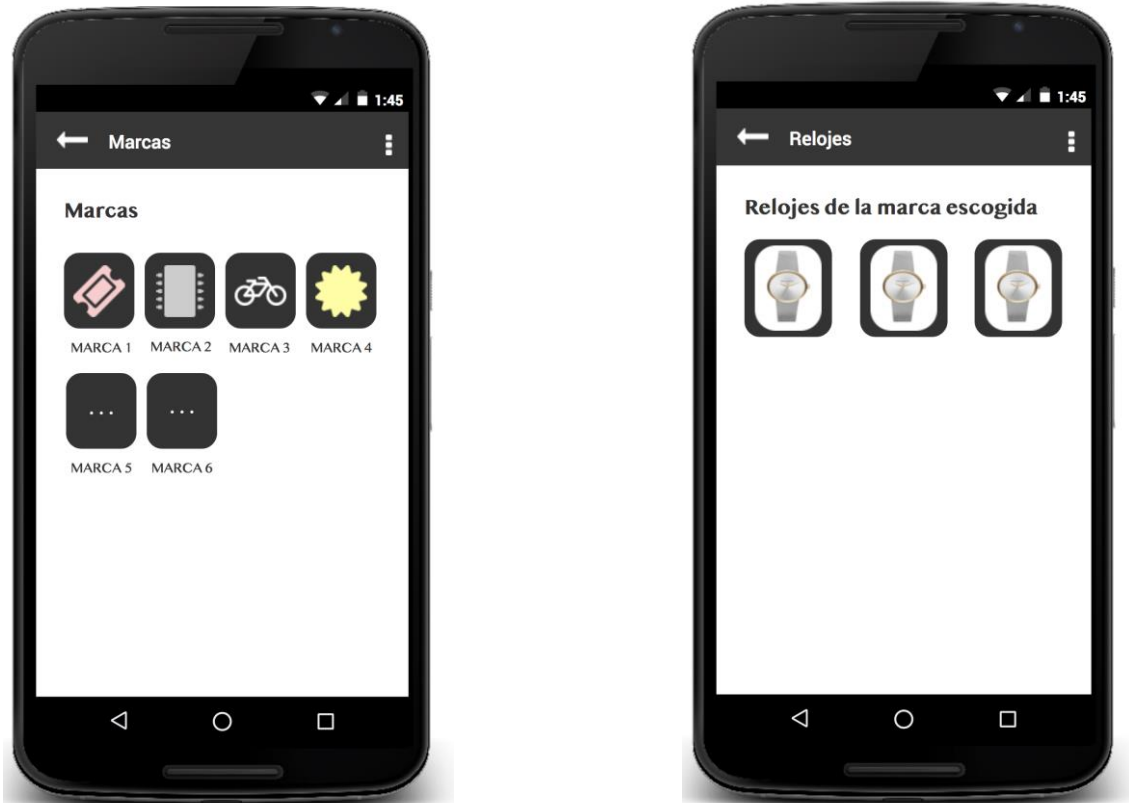 1:45
Marcas
Marcas
MARCA 1 MARCA 2 MARCA 3 MARCA 4
... ...
MARCA 5 MARCA 6
1:45
Relojes
Relojes de la marca escogida